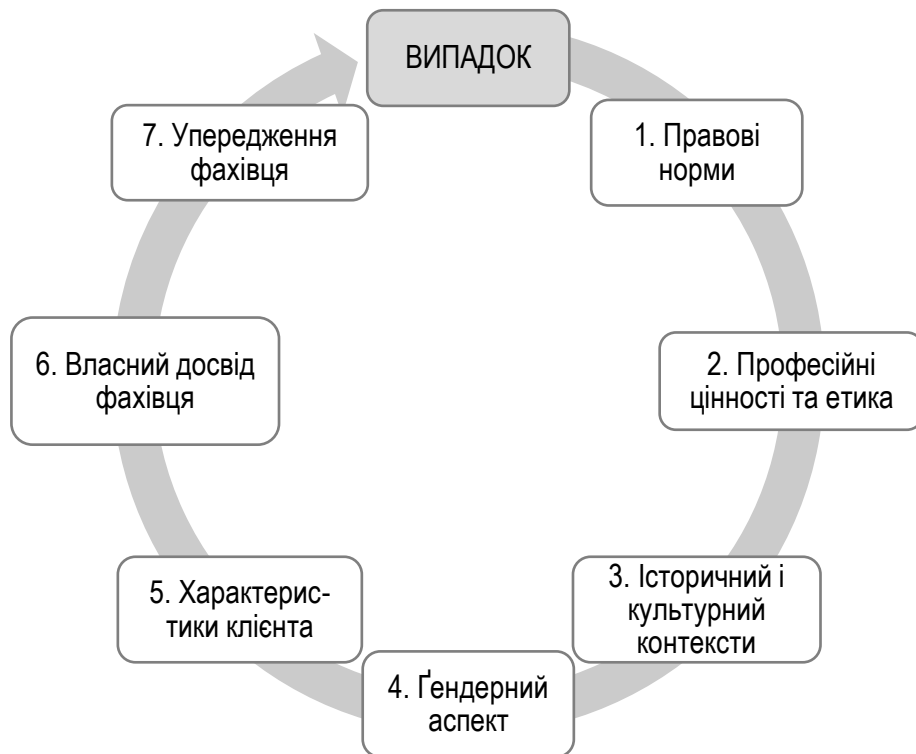 ВИПАДОК
1. Правові
норми
2. Професійні
цінності та етика
3. Історичний і
культурний
контексти
4. Ґендерний
аспект
5. Характерис-
тики клієнта
6. Власний досвід
фахівця
7. Упередження
фахівця